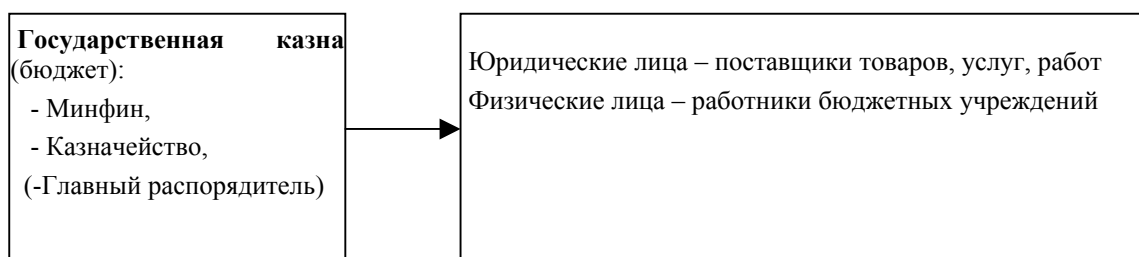 Государственная казна
(бюджет):
- Минфин,
- Казначейство,
(-Главный распорядитель)
Юридические лица – поставщики товаров, услуг, работ
Физические лица – работники бюджетных учреждений